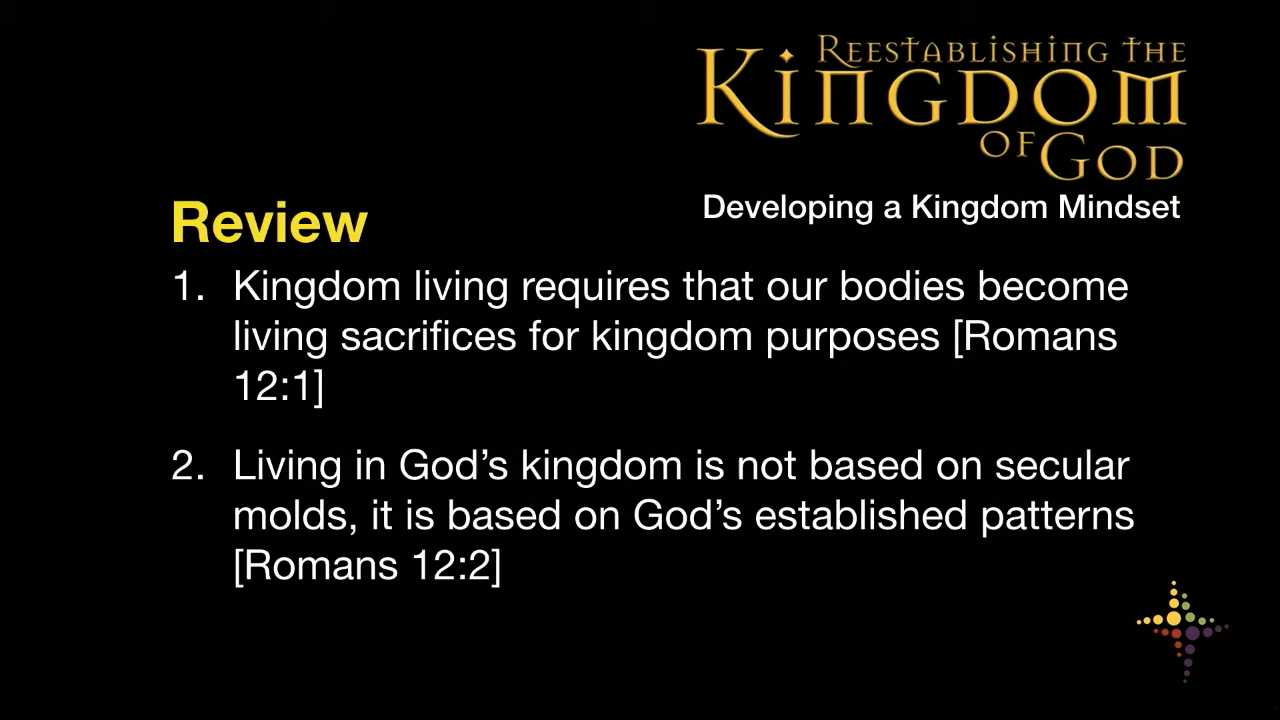 Reestablishing the
Kingdom
of God
Developing a Kingdom Mindset
Review
1. Kingdom living requires that our bodies become
living sacrifices for kingdom purposes [Romans
12:1]
2. Living in God’s kingdom is not based on secular
molds, it is based on God’s established patterns
[Romans 12:2]